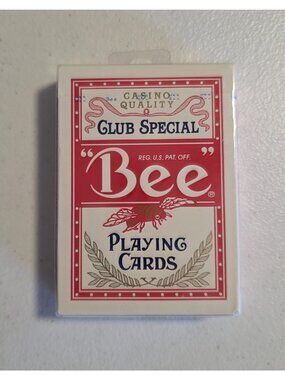 CASINO
QUALITY
CLUB SPECIAL
REG. U.S. PAT. OFF.
"Bee"®
PLAYING
CARDS